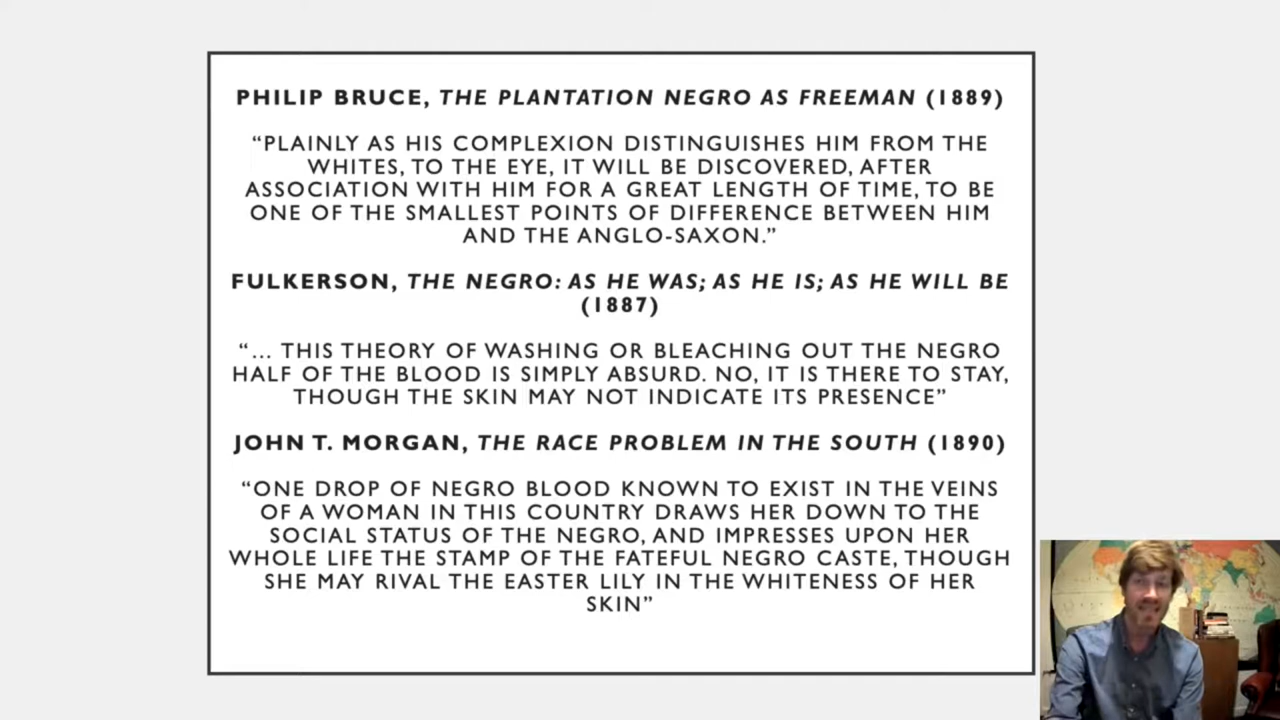 PHILIP BRUCE, THE PLANTATION NEGRO AS FREEMAN (1889)
“PLAINLY AS HIS COMPLEXION DISTINGUISHES HIM FROM THE
WHITES, TO THE EYE, IT WILL BE DISCOVERED, AFTER
ASSOCIATION WITH HIM FOR A GREAT LENGTH OF TIME, TO BE
ONE OF THE SMALLEST POINTS OF DIFFERENCE BETWEEN HIM
AND THE ANGLO-SAXON.”
FULKERSON, THE NEGRO: AS HE WAS; AS HE IS; AS HE WILL BE
(1887)
“... THIS THEORY OF WASHING OR BLEACHING OUT THE NEGRO
HALF OF THE BLOOD IS SIMPLY ABSURD. NO, IT IS THERE TO STAY,
THOUGH THE SKIN MAY NOT INDICATE ITS PRESENCE”
JOHN T. MORGAN, THE RACE PROBLEM IN THE SOUTH (1890)
“ONE DROP OF NEGRO BLOOD KNOWN TO EXIST IN THE VEINS
OF A WOMAN IN THIS COUNTRY DRAWS HER DOWN TO THE
SOCIAL STATUS OF THE NEGRO, AND IMPRESSES UPON HER
WHOLE LIFE THE STAMP OF THE FATEFUL NEGRO CASTE, THOUGH
SHE MAY RIVAL THE EASTER LILY IN THE WHITENESS OF HER
SKIN”